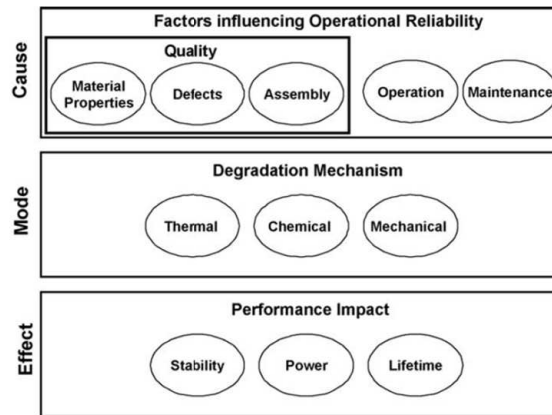 Cause
Factors influencing Operational Reliability
Quality
Material
Properties
Defects
Assembly
Operation
Maintenance
Mode
Degradation Mechanism
Thermal
Chemical
Mechanical
Effect
Performance Impact
Stability
Power
Lifetime